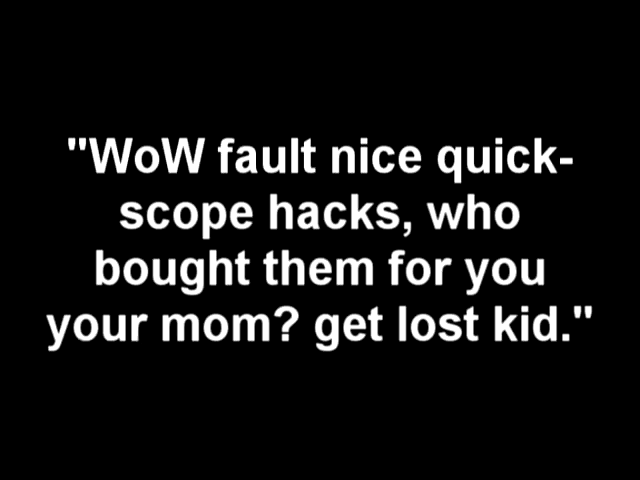 "WoW fault nice quick-
scope hacks, who
bought them for you
your mom? get lost kid."